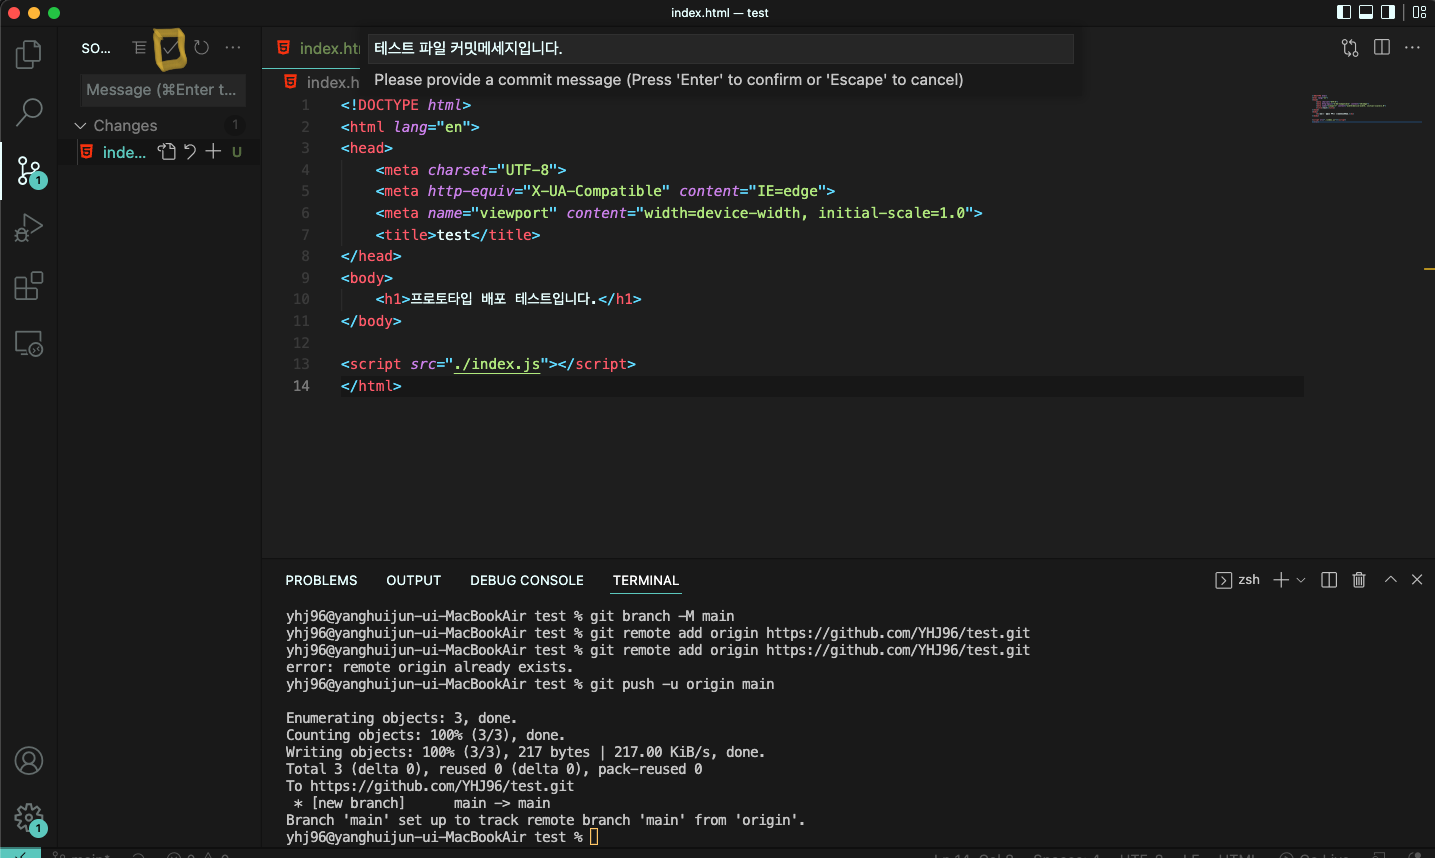 index.html — test
SO...
Message (⌘Enter t...
Changes
1
inde...
U
1
1
테스트 파일 커밋메세지입니다.
Please provide a commit message (Press 'Enter' to confirm or 'Escape' to cancel)
index.ht
index.h
1 <!DOCTYPE html>
2 <html lang="en">
3 <head>
4 <meta charset="UTF-8">
5 <meta http-equiv="X-UA-Compatible" content="IE=edge">
6 <meta name="viewport" content="width=device-width, initial-scale=1.0">
7 <title>test</title>
8 </head>
9 <body>
10 <h1>프로토타입 배포 테스트입니다.</h1>
11 </body>
12
13 <script src="./index.js"></script>
14 </html>
PROBLEMS OUTPUT DEBUG CONSOLE TERMINAL
zsh
yhj96@yanghuijun-ui-MacBookAir test % git branch -M main
yhj96@yanghuijun-ui-MacBookAir test % git remote add origin https://github.com/YHJ96/test.git
yhj96@yanghuijun-ui-MacBookAir test % git remote add origin https://github.com/YHJ96/test.git
error: remote origin already exists.
yhj96@yanghuijun-ui-MacBookAir test % git push -u origin main
Enumerating objects: 3, done.
Counting objects: 100% (3/3), done.
Writing objects: 100% (3/3), 217 bytes | 217.00 KiB/s, done.
Total 3 (delta 0), reused 0 (delta 0), pack-reused 0
To https://github.com/YHJ96/test.git
* [new branch] main -> main
Branch 'main' set up to track remote branch 'main' from 'origin'.
yhj96@yanghuijun-ui-MacBookAir test %